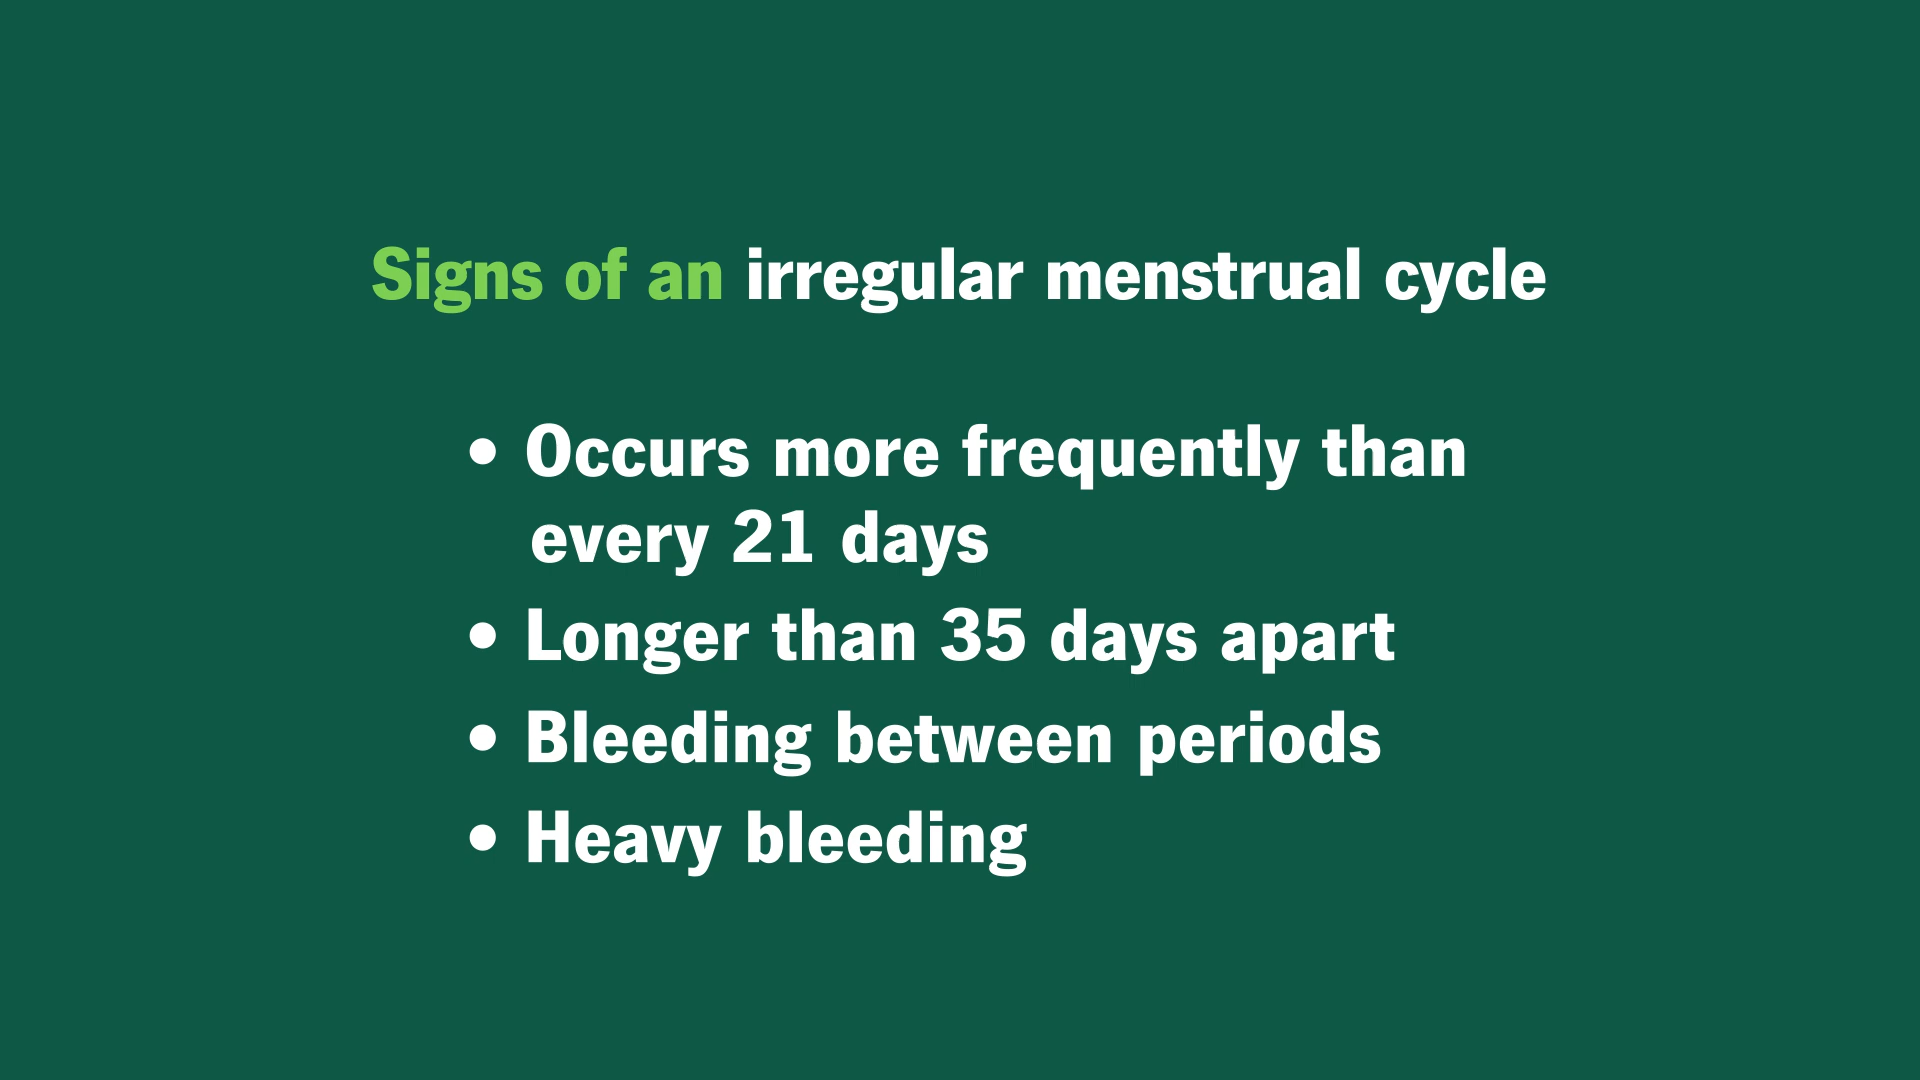 Signs of an irregular menstrual cycle
• Occurs more frequently than
every 21 days
• Longer than 35 days apart
• Bleeding between periods
• Heavy bleeding